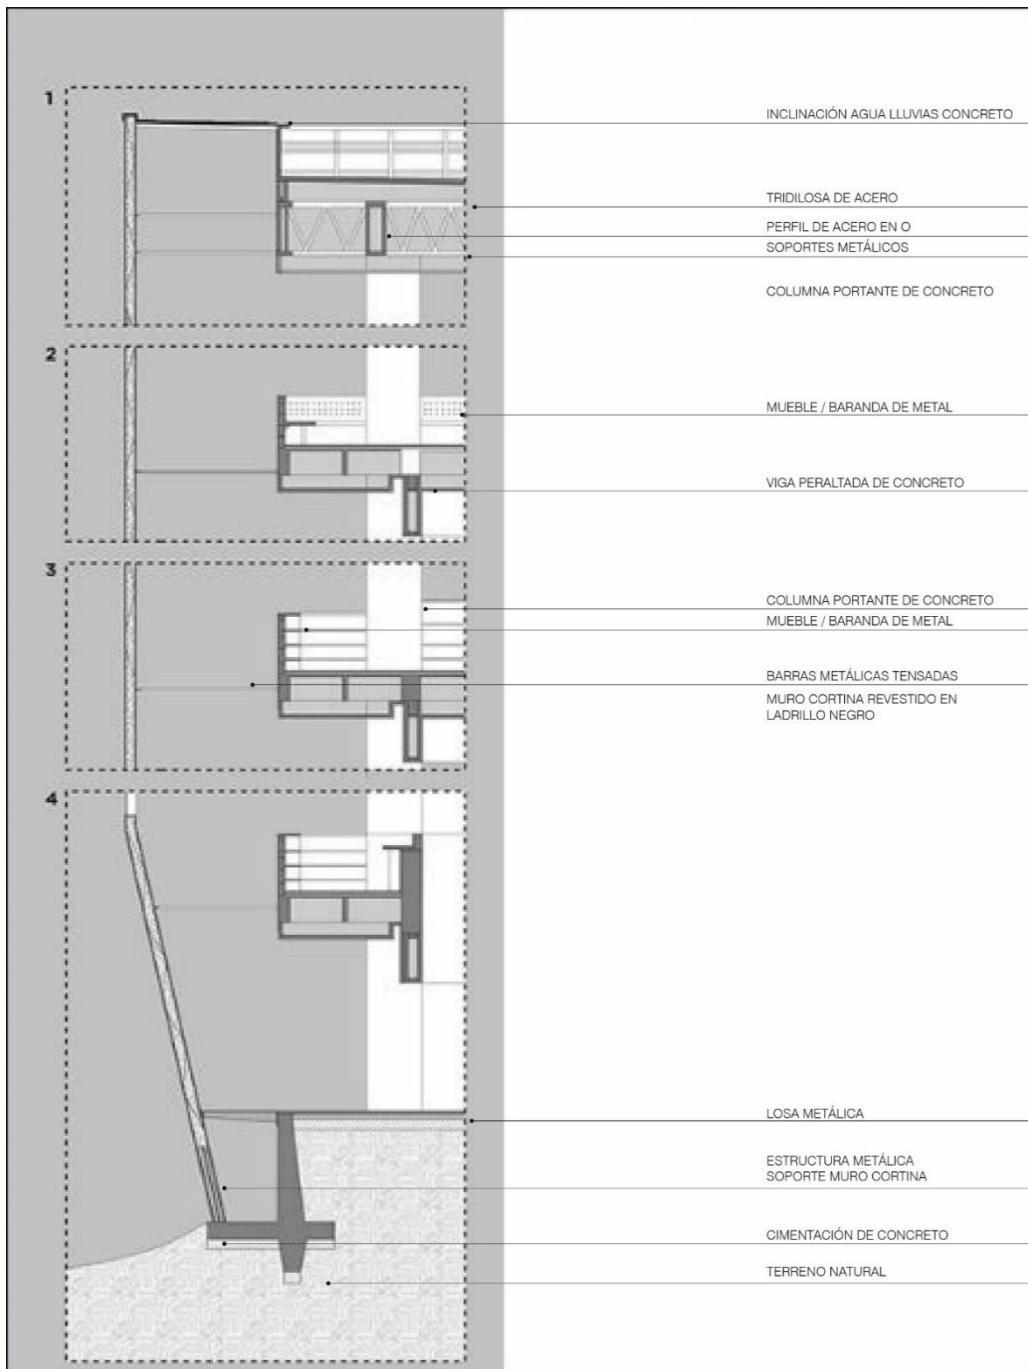 1
INCLINACIÓN AGUA LLUVIAS CONCRETO
TRIDILOSA DE ACERO
PERFIL DE ACERO EN O
SOPORTES METÁLICOS
COLUMNA PORTANTE DE CONCRETO
2
MUEBLE / BARANDA DE METAL
VIGA PERALTADA DE CONCRETO
3
COLUMNA PORTANTE DE CONCRETO
MUEBLE / BARANDA DE METAL
BARRAS METÁLICAS TENSADAS
MURO CORTINA REVESTIDO EN
LADRILLO NEGRO
4
LOSA METÁLICA
ESTRUCTURA METÁLICA
SOPORTE MURO CORTINA
CIMENTACIÓN DE CONCRETO
TERRENO NATURAL